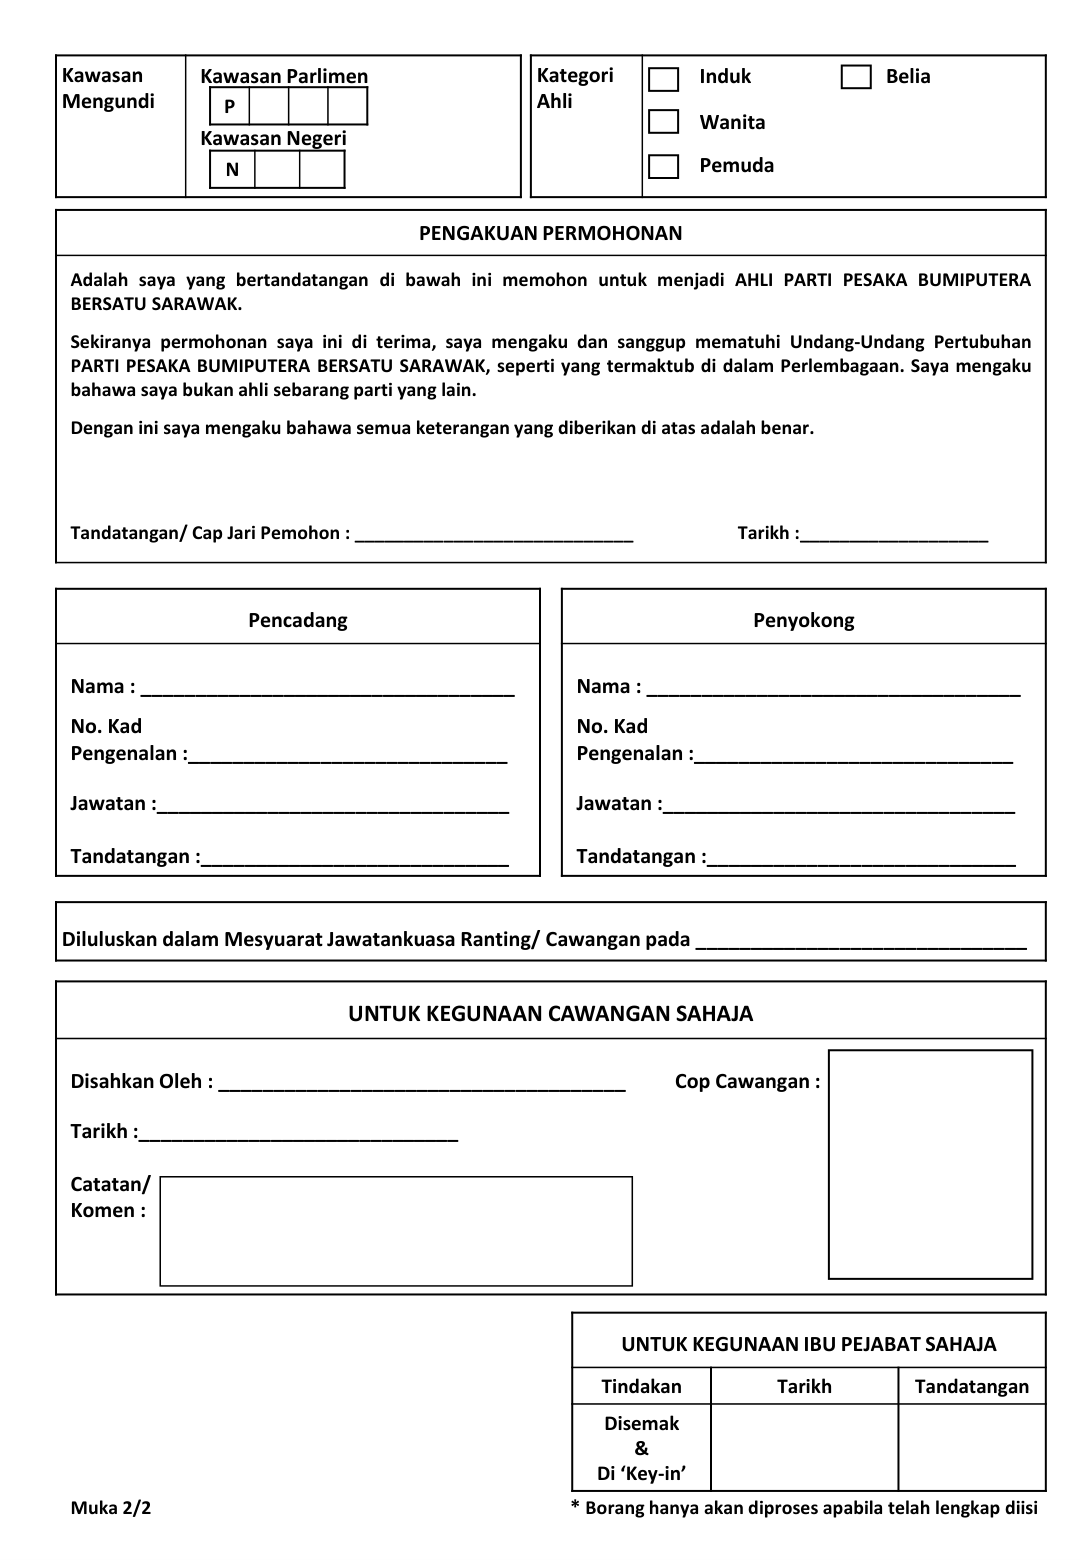 Kawasan Mengundi
Kawasan Parlimen
P
Kawasan Negeri
N
Kategori Ahli
Induk
Belia
Wanita
Pemuda
PENGAKUAN PERMOHONAN
Adalah saya yang bertandatangan di bawah ini memohon untuk menjadi AHLI PARTI PESAKA BUMIPUTERA
BERSATU SARAWAK.
Sekiranya permohonan saya ini di terima, saya mengaku dan sanggup mematuhi Undang-Undang Pertubuhan
PARTI PESAKA BUMIPUTERA BERSATU SARAWAK, seperti yang termaktub di dalam Perlembagaan. Saya mengaku
bahawa saya bukan ahli sebarang parti yang lain.
Dengan ini saya mengaku bahawa semua keterangan yang diberikan di atas adalah benar.
Tandatangan/ Cap Jari Pemohon : ____________________________ Tarikh :___________________
Pencadang
Nama : __________________________________
No. Kad
Pengenalan :_____________________________
Jawatan :________________________________
Tandatangan :____________________________
Penyokong
Nama : __________________________________
No. Kad
Pengenalan :_____________________________
Jawatan :________________________________
Tandatangan :____________________________
Diluluskan dalam Mesyuarat Jawatankuasa Ranting/ Cawangan pada ______________________________
UNTUK KEGUNAAN CAWANGAN SAHAJA
Disahkan Oleh : _____________________________________ Cop Cawangan :
Tarikh :_____________________________
Catatan/
Komen :
UNTUK KEGUNAAN IBU PEJABAT SAHAJA
Tindakan Tarikh Tandatangan
Disemak
&
Di ‘Key-in’
Muka 2/2
* Borang hanya akan diproses apabila telah lengkap diisi